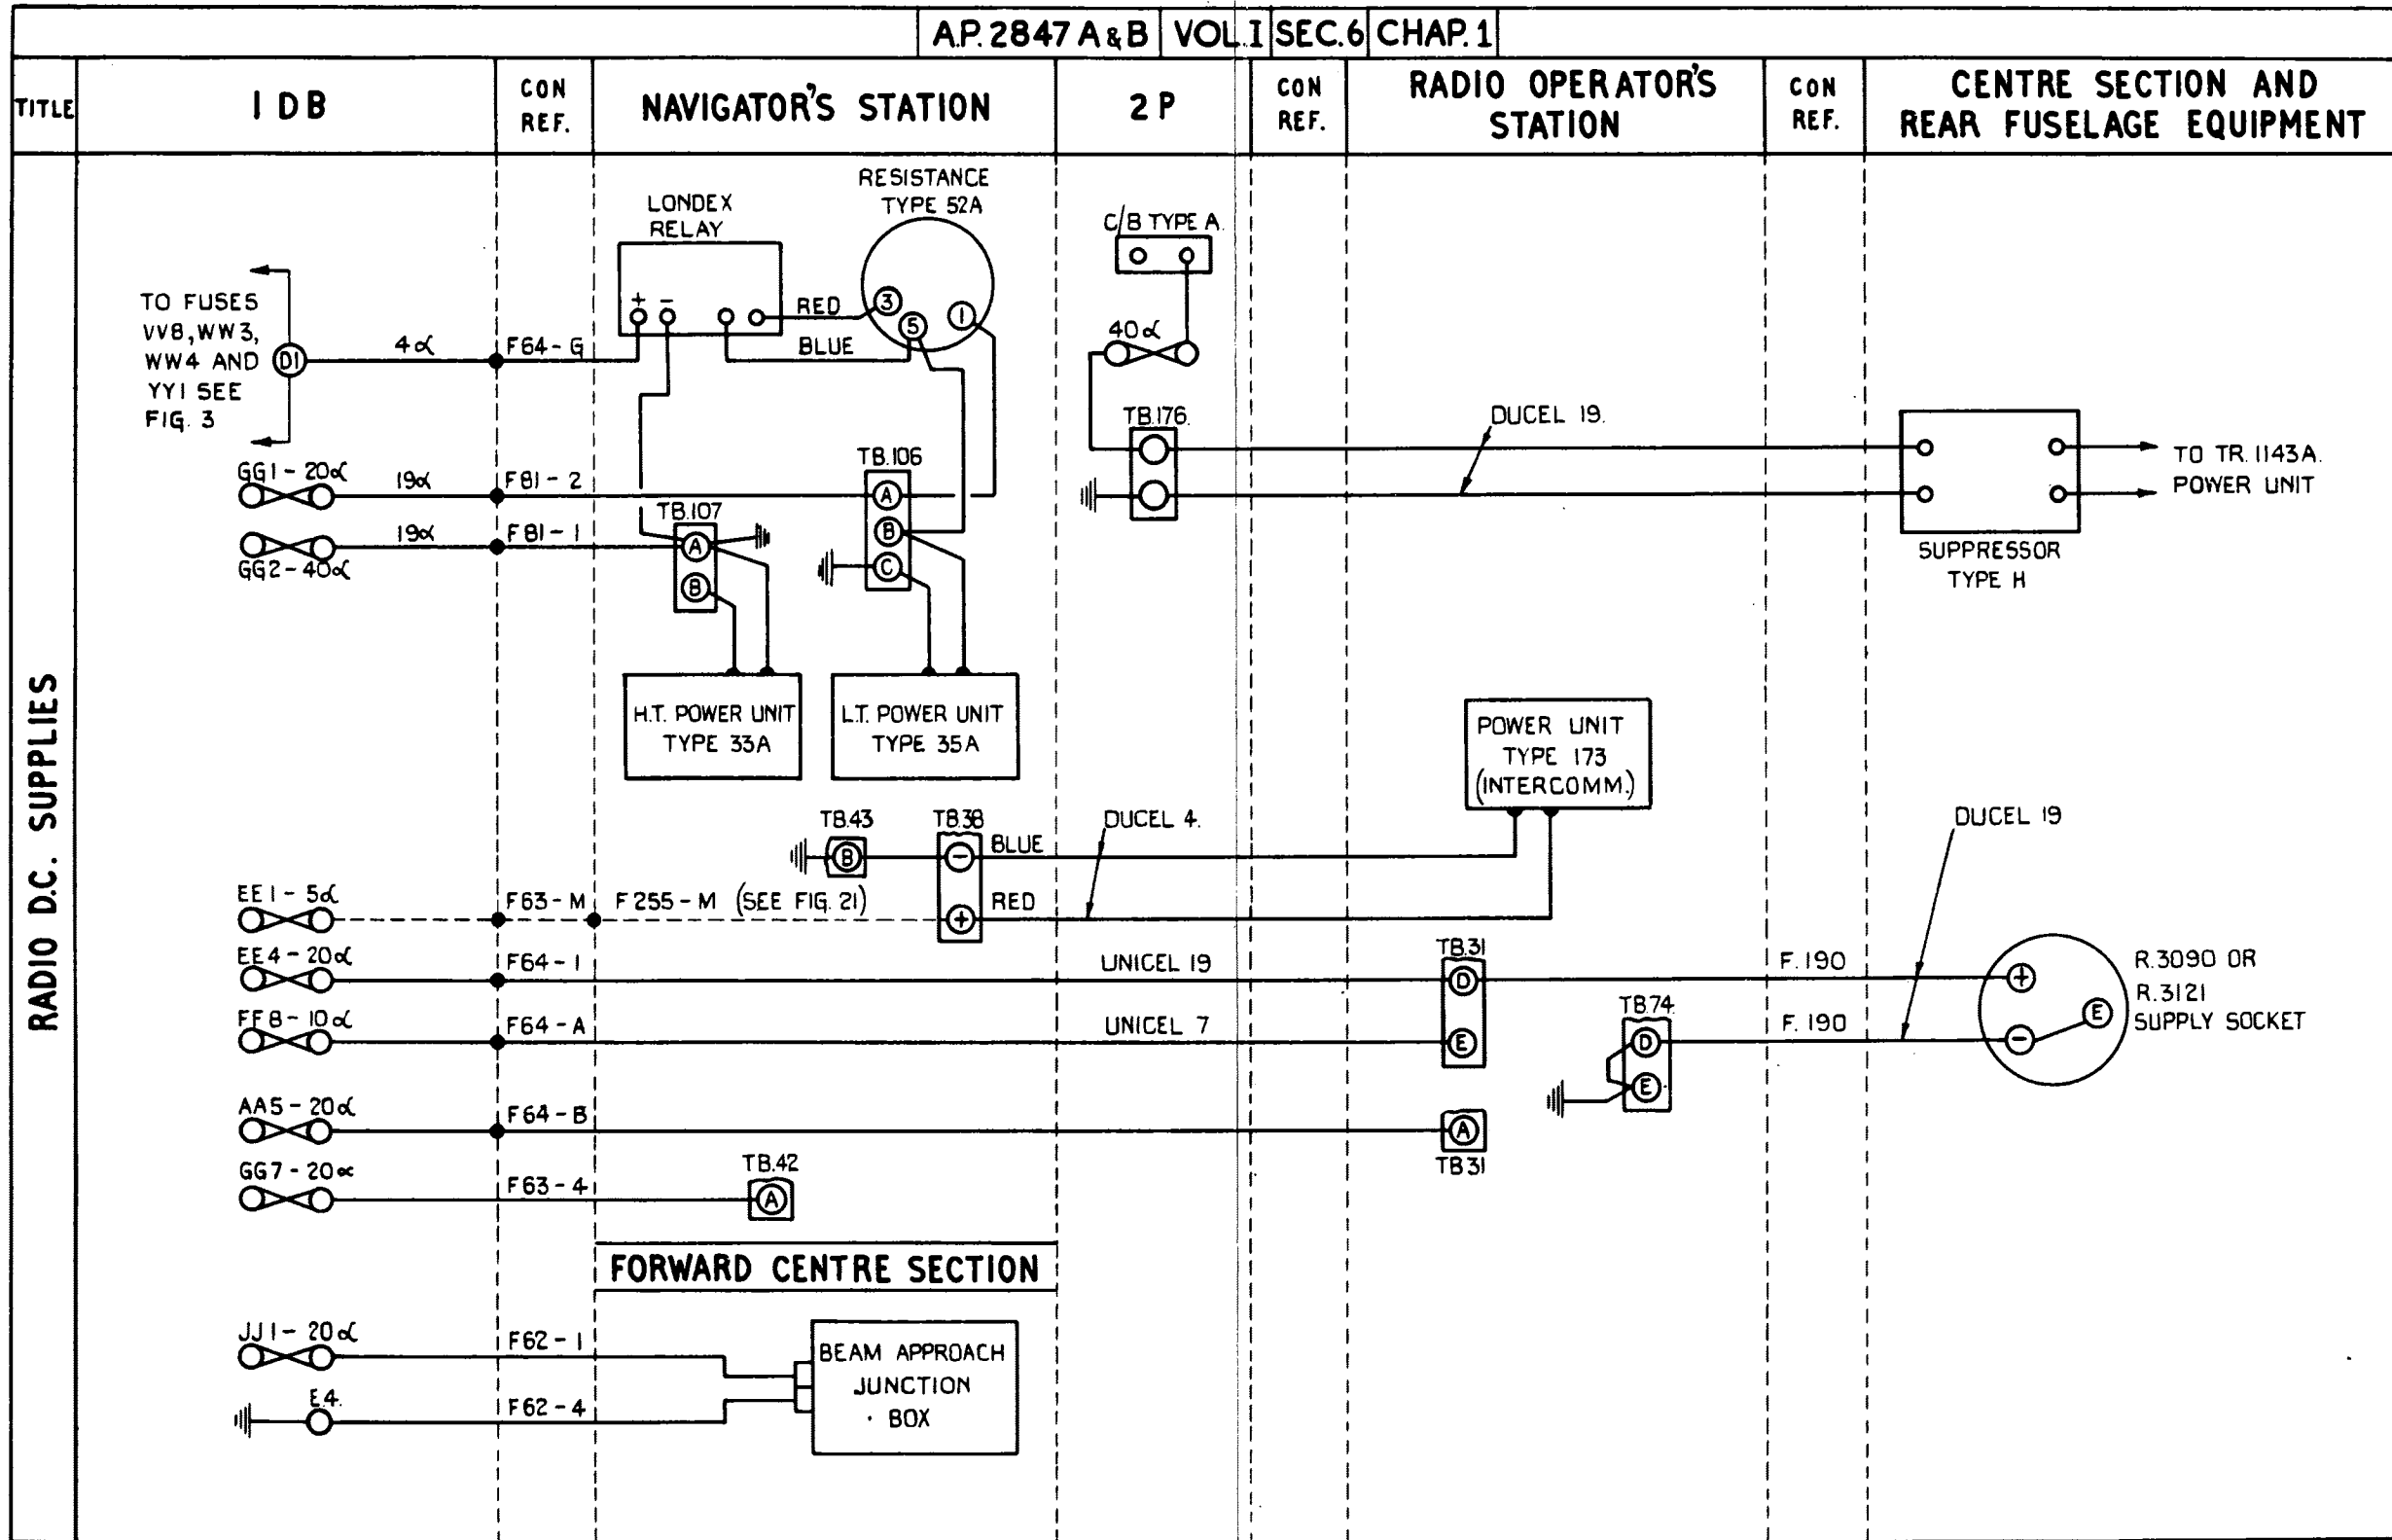 A.P. 2847 A & B VOL. I SEC. 6 CHAP. 1
TITLE
1 D B
CON REF.
NAVIGATOR'S STATION
2 P
CON REF.
RADIO OPERATOR'S STATION
CON REF.
CENTRE SECTION AND REAR FUSELAGE EQUIPMENT
RADIO D.C. SUPPLIES
LONDEX
RELAY
+ −
RESISTANCE
TYPE 52A
3
5
1
RED
BLUE
C/B TYPE A.
40α
TO FUSES
VV8, WW3,
WW4 AND
YY1 SEE
FIG. 3
D1
4α
F64-G
TB.176.
DUCEL 19.
TO TR. 1143A.
POWER UNIT
SUPPRESSOR
TYPE H
GG1-20α
19α
F81-2
TB.106
A
B
C
GG2-40α
19α
F81-1
TB.107
A
B
H.T. POWER UNIT
TYPE 33A
L.T. POWER UNIT
TYPE 35A
POWER UNIT
TYPE 173
(INTERCOMM.)
TB.43
B
TB.38
−
+
BLUE
RED
DUCEL 4.
DUCEL 19
EE1-5α
F63-M
F255-M (SEE FIG. 21)
EE4-20α
F64-1
UNICEL 19
TB.31
D
E
F.190
+
−
E
R.3090 OR
R.3121
SUPPLY SOCKET
FF8-10α
F64-A
UNICEL 7
TB.74.
D
E
F.190
AA5-20α
F64-B
A
TB31
GG7-20α
F63-4
TB.42
A
FORWARD CENTRE SECTION
JJ1-20α
F62-1
BEAM APPROACH
JUNCTION
BOX
E.4.
F62-4